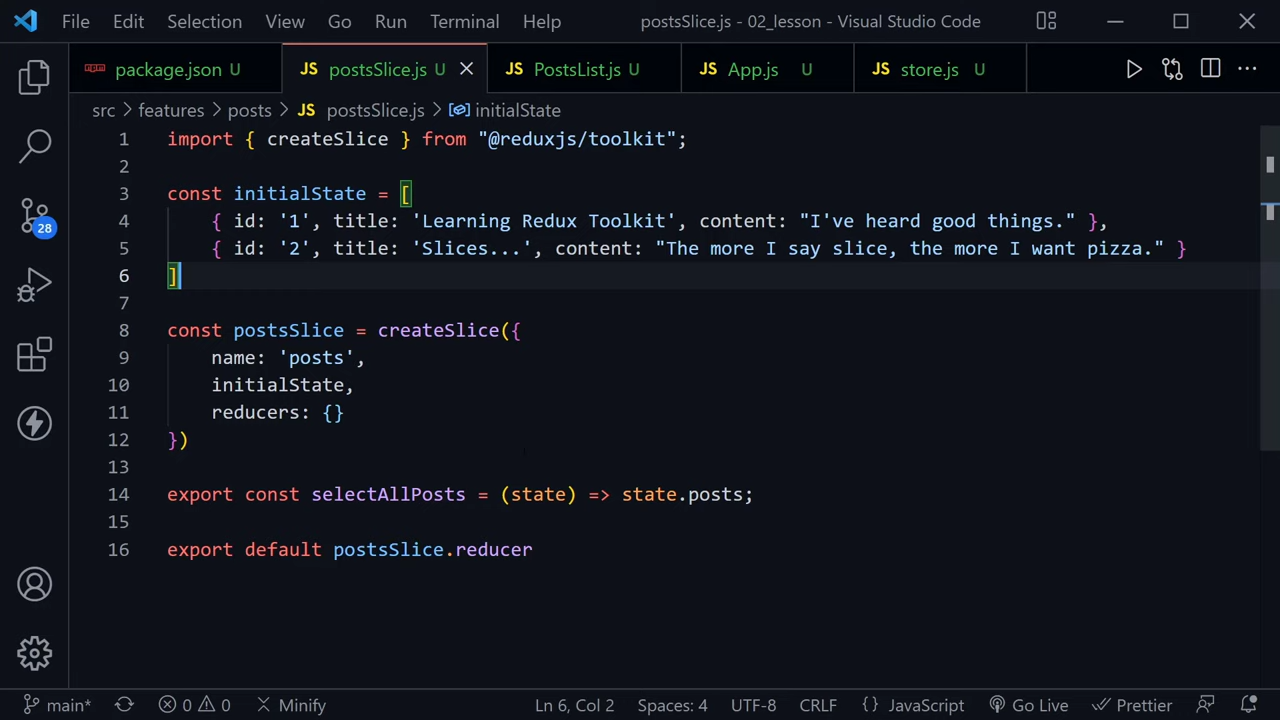 File Edit Selection View Go Run Terminal Help postsSlice.js - 02_lesson - Visual Studio Code
package.json U JS postsSlice.js U JS PostsList.js U JS App.js U JS store.js U
src > features > posts > JS postsSlice.js > initialState
1 import { createSlice } from "@reduxjs/toolkit";
2
3 const initialState = [
4 { id: '1', title: 'Learning Redux Toolkit', content: "I've heard good things." },
5 { id: '2', title: 'Slices...', content: "The more I say slice, the more I want pizza." }
6 ]
7
8 const postsSlice = createSlice({
9 name: 'posts',
10 initialState,
11 reducers: {}
12 })
13
14 export const selectAllPosts = (state) => state.posts;
15
16 export default postsSlice.reducer
28
main* 0 0 Minify Ln 6, Col 2 Spaces: 4 UTF-8 CRLF {} JavaScript Go Live Prettier